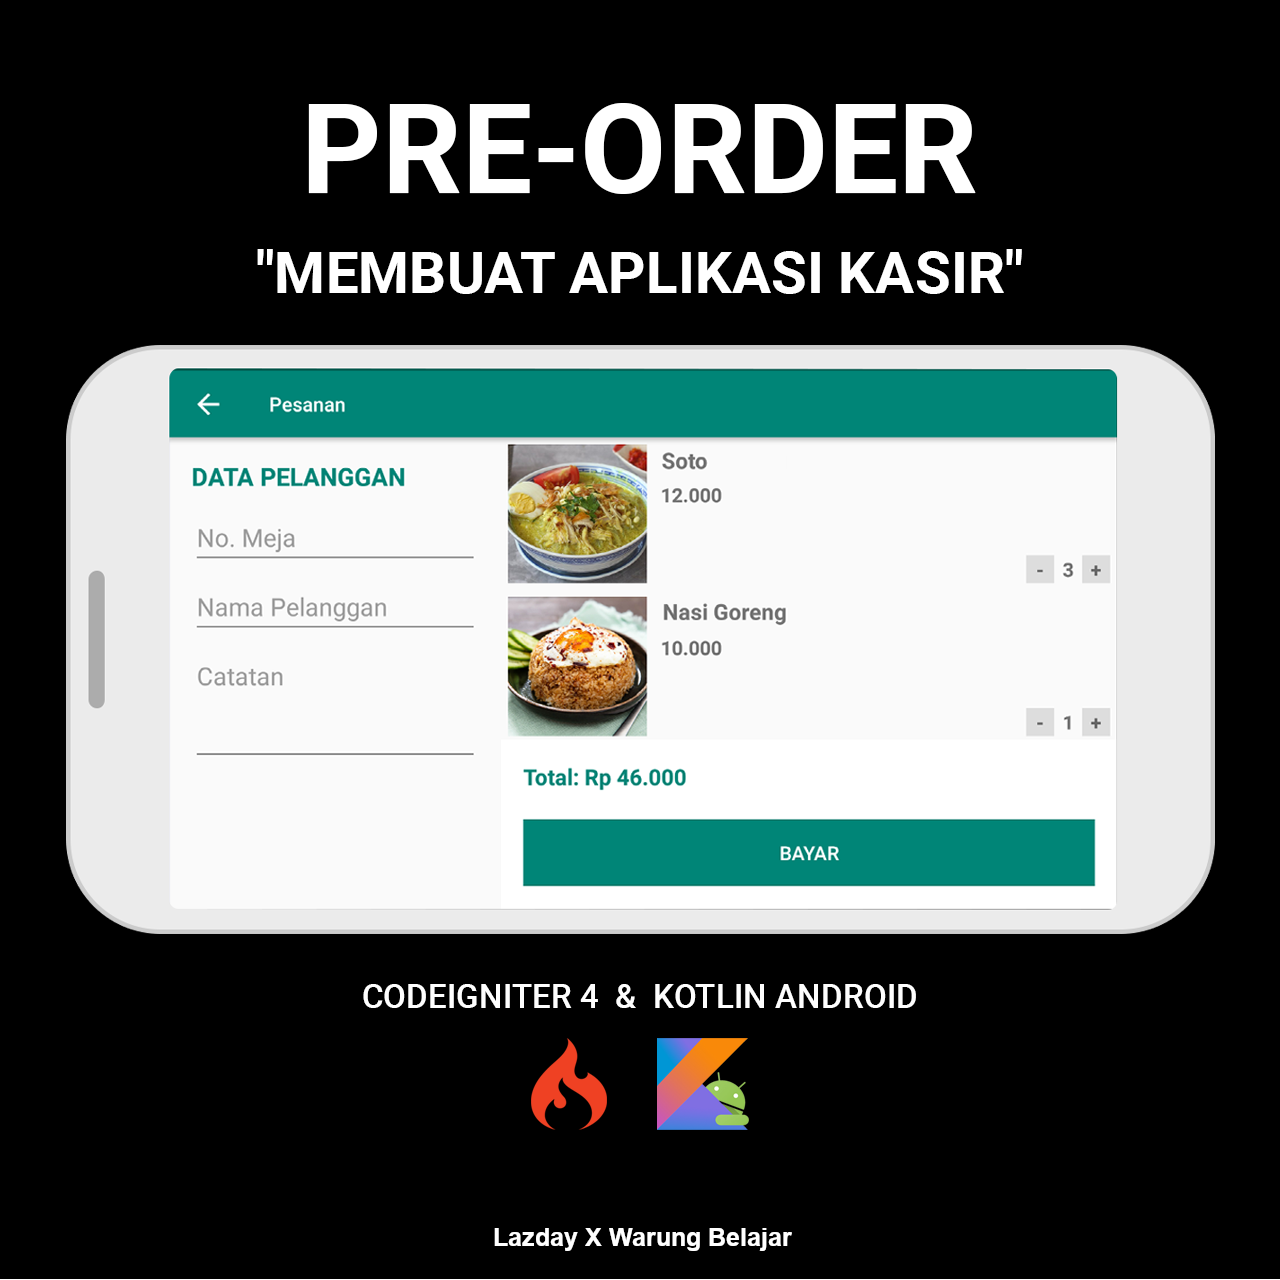 PRE-ORDER
"MEMBUAT APLIKASI KASIR"
Pesanan
DATA PELANGGAN
No. Meja
Nama Pelanggan
Catatan
Soto
12.000
- 3 +
Nasi Goreng
10.000
- 1 +
Total: Rp 46.000
BAYAR
CODEIGNITER 4 & KOTLIN ANDROID
Lazday X Warung Belajar